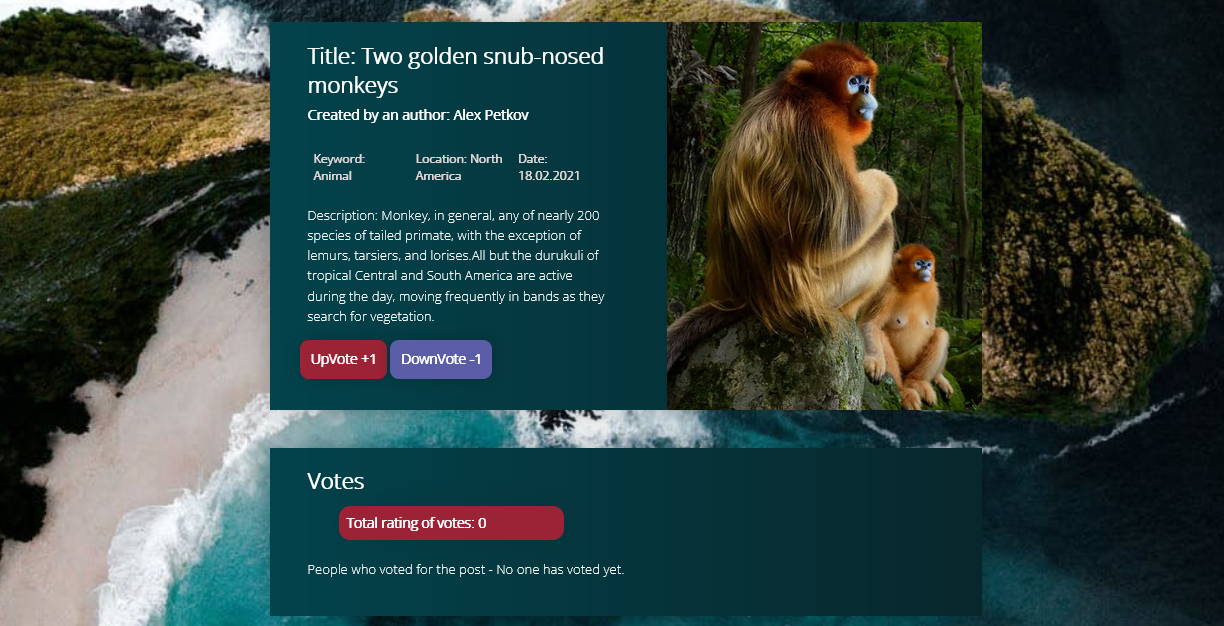 Title: Two golden snub-nosed
monkeys
Created by an author: Alex Petkov
Keyword:
Animal
Location: North
America
Date:
18.02.2021
Description: Monkey, in general, any of nearly 200
species of tailed primate, with the exception of
lemurs, tarsiers, and lorises.All but the durukuli of
tropical Central and South America are active
during the day, moving frequently in bands as they
search for vegetation.
UpVote +1
DownVote -1
Votes
Total rating of votes: 0
People who voted for the post - No one has voted yet.